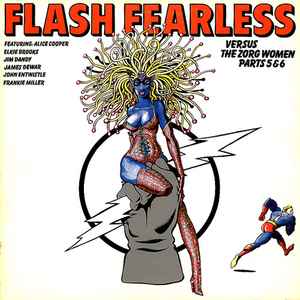 FLASH FEARLESS
VERSUS
THE ZORG WOMEN
PARTS 5 & 6
FEATURING: ALICE COOPER
ELKIE BROOKS
JIM DANDY
JAMES DEWAR
JOHN ENTWISTLE
FRANKIE MILLER